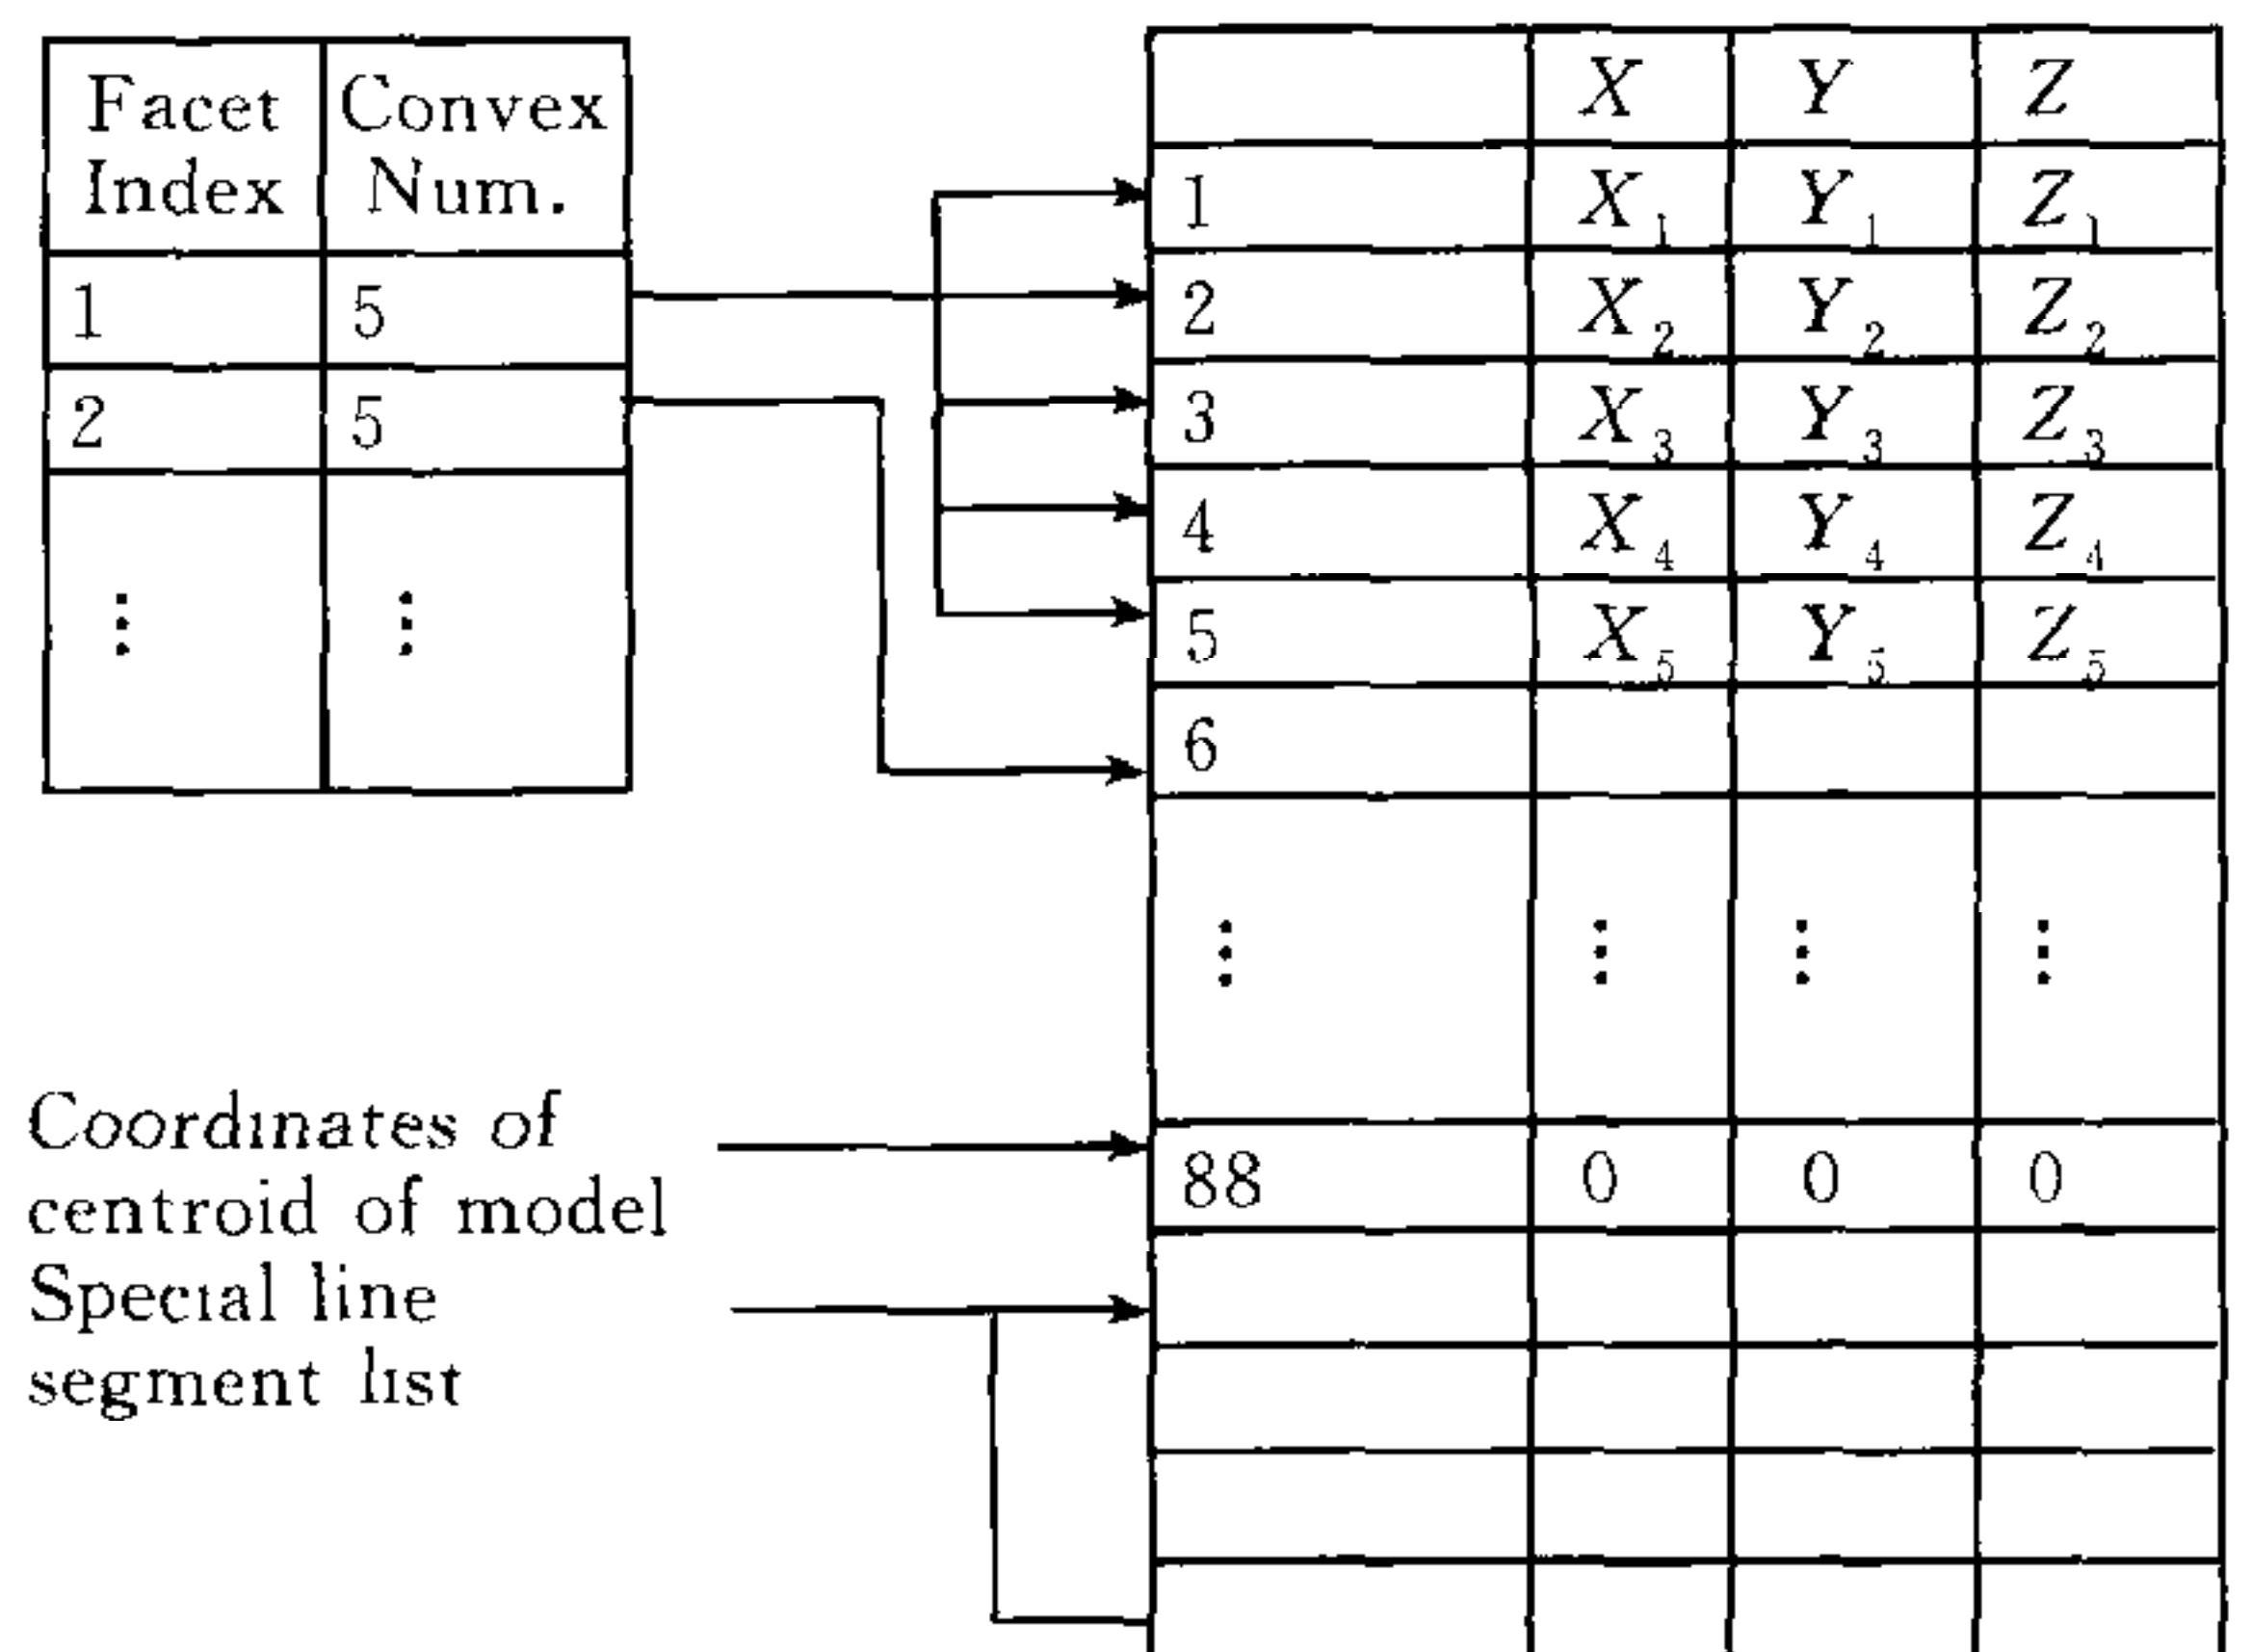 Facet Convex
Index Num.
1 5
2 5
⋮ ⋮
X Y Z
1 X₁ Y₁ Z₁
2 X₂ Y₂ Z₂
3 X₃ Y₃ Z₃
4 X₄ Y₄ Z₄
5 X₅ Y₅ Z₅
6
⋮ ⋮ ⋮ ⋮
88 0 0 0
Coordinates of
centroid of model
Special line
segment list